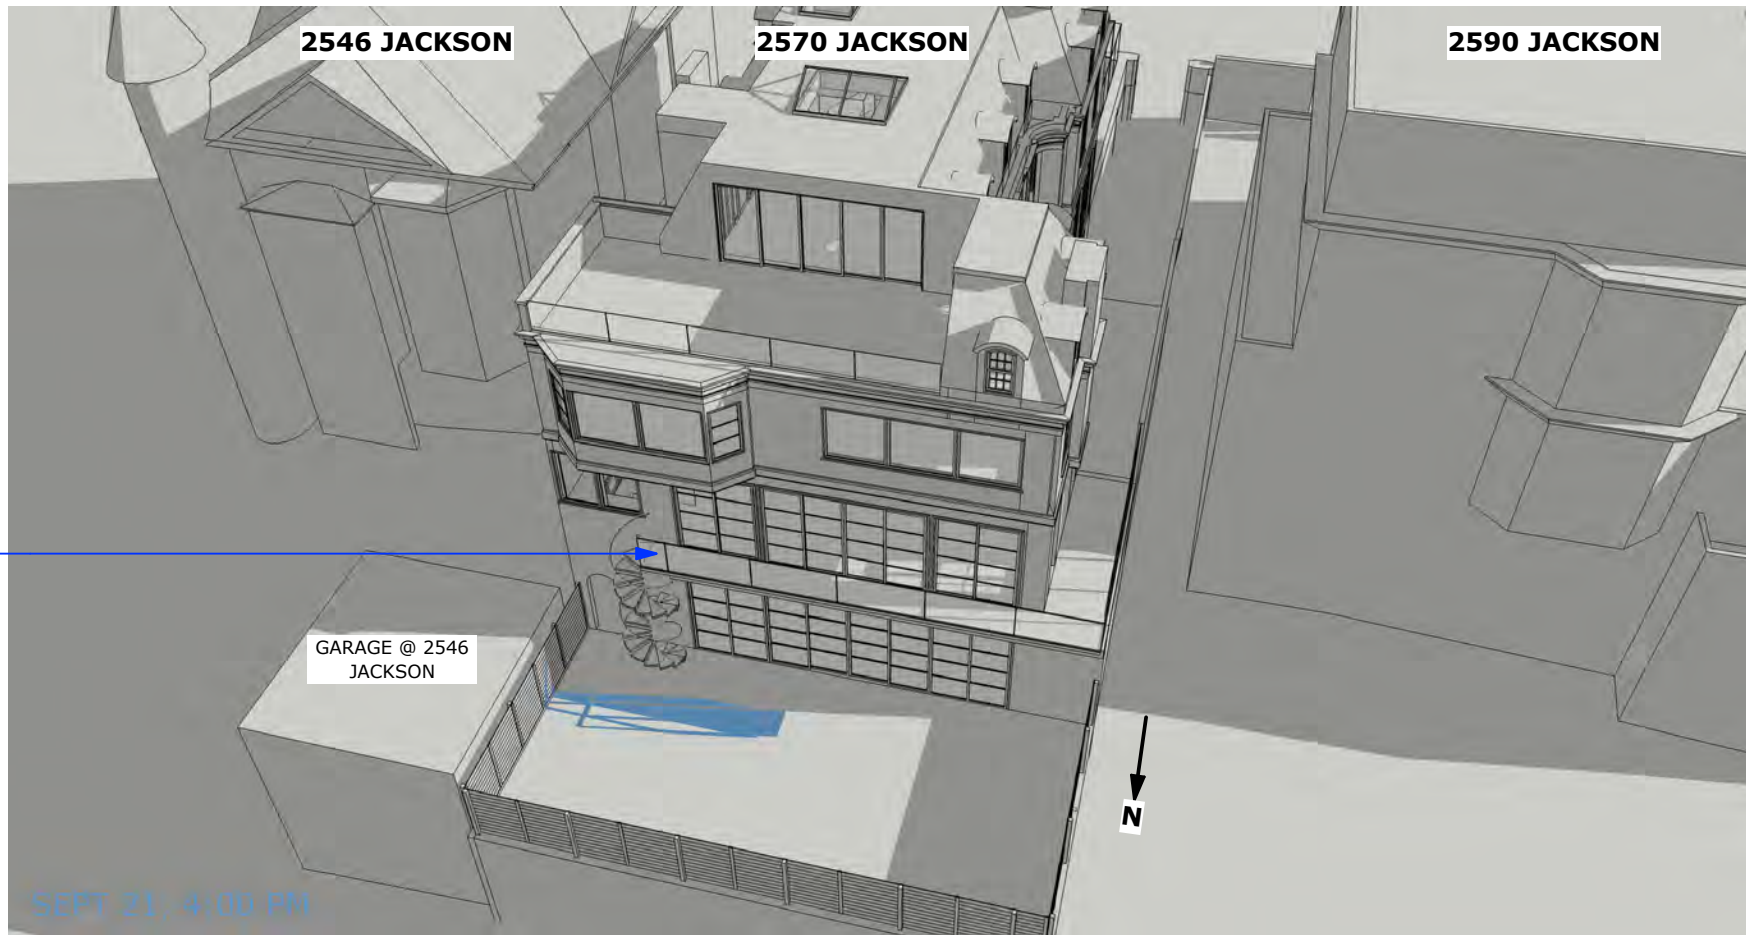 2546 JACKSON
2570 JACKSON
2590 JACKSON
GARAGE @ 2546
JACKSON
N
SEPT 21, 4:00 PM